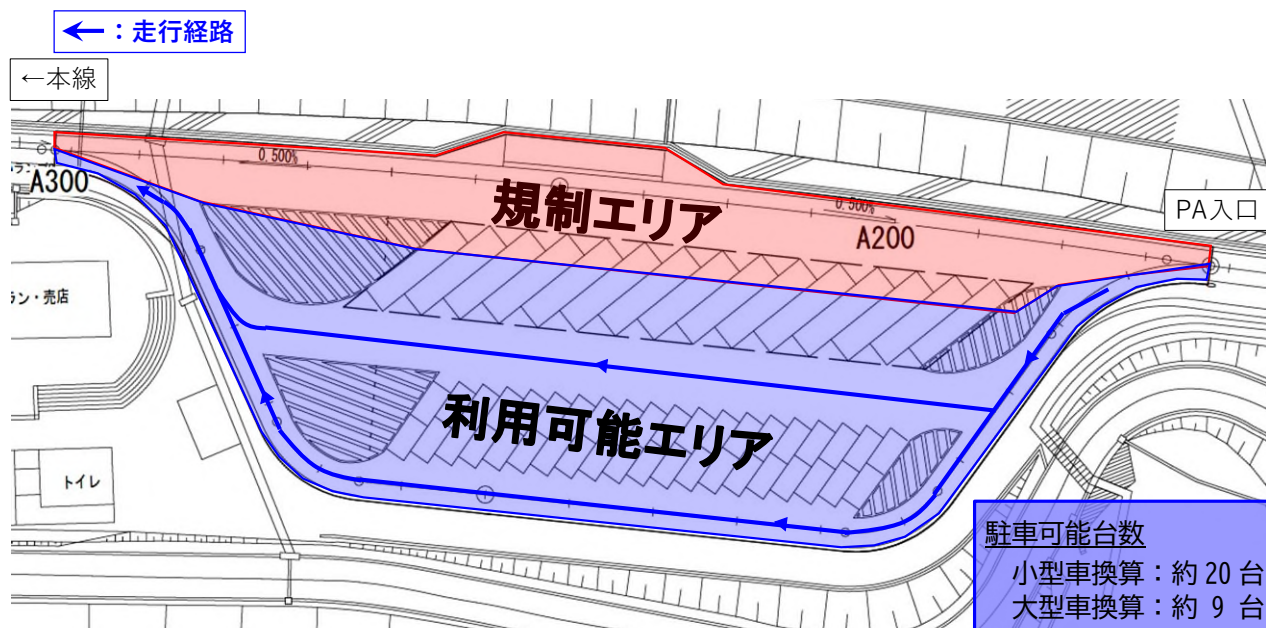 ←：走行経路
←本線
0.500%
A300
規制エリア
0.500%
A200
PA入口
ラン・売店
利用可能エリア
トイレ
駐車可能台数
小型車換算：約 20 台
大型車換算：約 9 台